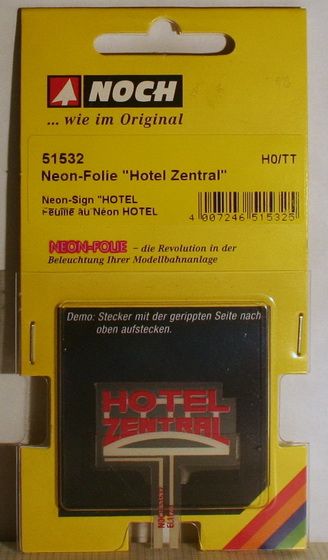 NOCH
... wie im Original
51532 H0/TT
Neon-Folie "Hotel Zentral"
Neon-Sign "HOTEL
Feuille au Néon HOTEL
4 007246 515325
NEON-FOLIE – die Revolution in der
Beleuchtung Ihrer Modellbahnanlage
Demo: Stecker mit der gerippten Seite nach
oben aufstecken.
HOTEL
ZENTRAL